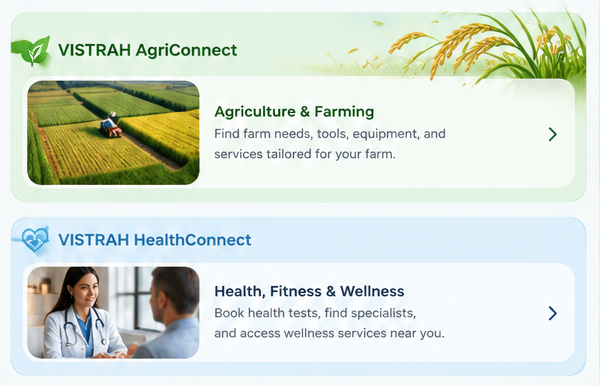 VISTRAH AgriConnect
Agriculture & Farming
Find farm needs, tools, equipment, and
services tailored for your farm.
VISTRAH HealthConnect
Health, Fitness & Wellness
Book health tests, find specialists,
and access wellness services near you.